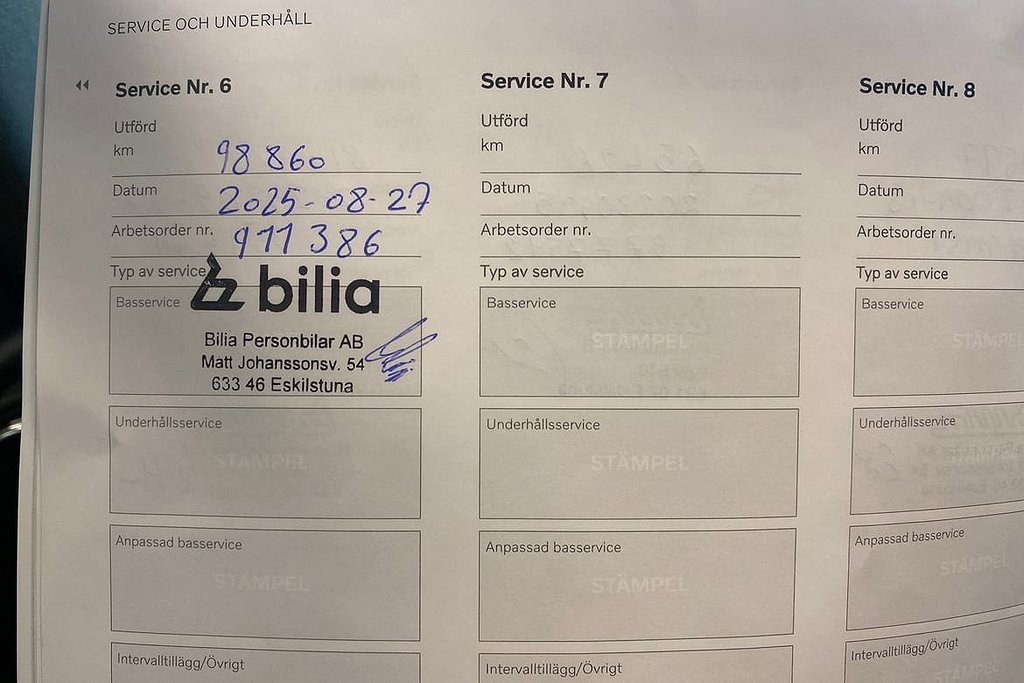 SERVICE OCH UNDERHÅLL
Service Nr. 6
Utförd
km 98 860
Datum 2025-08-27
Arbetsorder nr. 911 386
Typ av service
Basservice
bilia
Bilia Personbilar AB
Matt Johanssonsv. 54
633 46 Eskilstuna
Underhållsservice
STÄMPEL
Anpassad basservice
STÄMPEL
Intervalltillägg/Övrigt
Service Nr. 7
Utförd
km
Datum
Arbetsorder nr.
Typ av service
Basservice
STÄMPEL
Underhållsservice
STÄMPEL
Anpassad basservice
STÄMPEL
Intervalltillägg/Övrigt
Service Nr. 8
Utförd
km
Datum
Arbetsorder nr.
Typ av service
Basservice
STÄMPEL
Underhållsservice
STÄMPEL
Anpassad basservice
STÄMPEL
Intervalltillägg/Övrigt
STÄMPEL